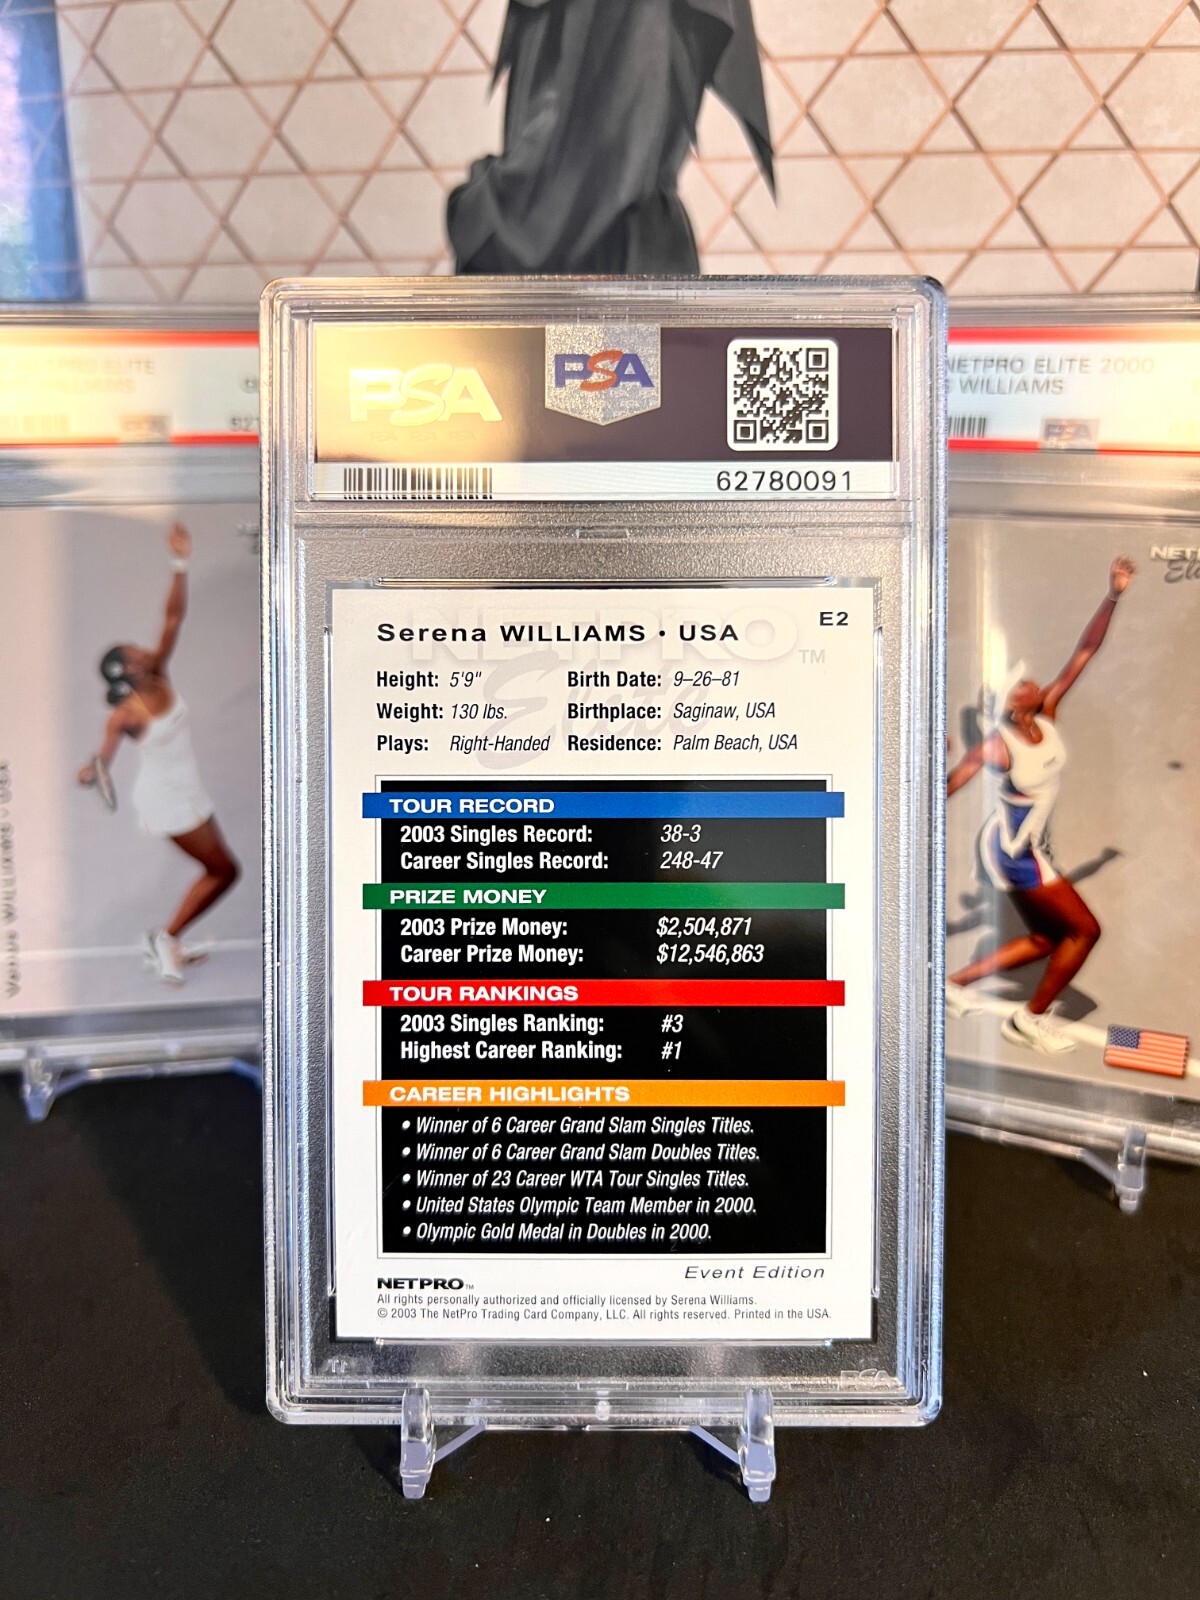 PSA
PSA
62780091
NETPRO ELITE 2000
WILLIAMS
NETPRO
Elite
TM
Serena WILLIAMS • USA
E2
Height: 5'9" Birth Date: 9–26–81
Weight: 130 lbs. Birthplace: Saginaw, USA
Plays: Right-Handed Residence: Palm Beach, USA
TOUR RECORD
2003 Singles Record: 38-3
Career Singles Record: 248-47
PRIZE MONEY
2003 Prize Money: $2,504,871
Career Prize Money: $12,546,863
TOUR RANKINGS
2003 Singles Ranking: #3
Highest Career Ranking: #1
CAREER HIGHLIGHTS
• Winner of 6 Career Grand Slam Singles Titles.
• Winner of 6 Career Grand Slam Doubles Titles.
• Winner of 23 Career WTA Tour Singles Titles.
• United States Olympic Team Member in 2000.
• Olympic Gold Medal in Doubles in 2000.
Event Edition
NETPRO™
All rights personally authorized and officially licensed by Serena Williams.
© 2003 The NetPro Trading Card Company, LLC. All rights reserved. Printed in the USA.